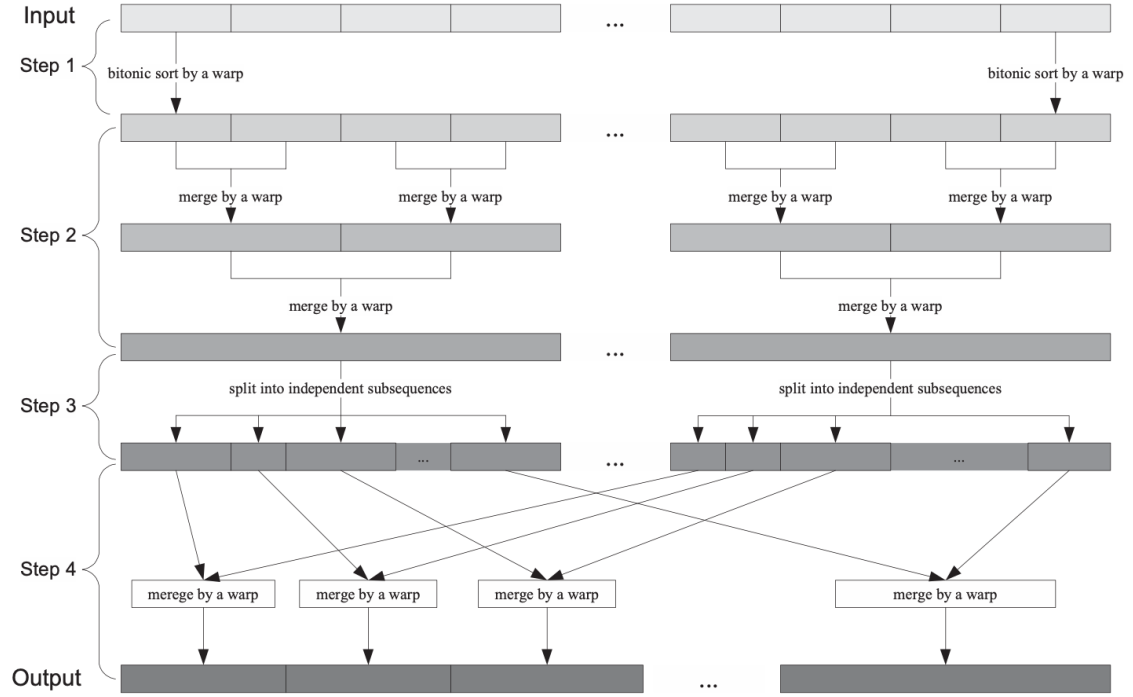 Input
...
Step 1
bitonic sort by a warp
bitonic sort by a warp
...
merge by a warp
merge by a warp
merge by a warp
merge by a warp
Step 2
merge by a warp
merge by a warp
...
split into independent subsequences
split into independent subsequences
Step 3
...
...
...
Step 4
merege by a warp
merge by a warp
merge by a warp
merge by a warp
Output
...